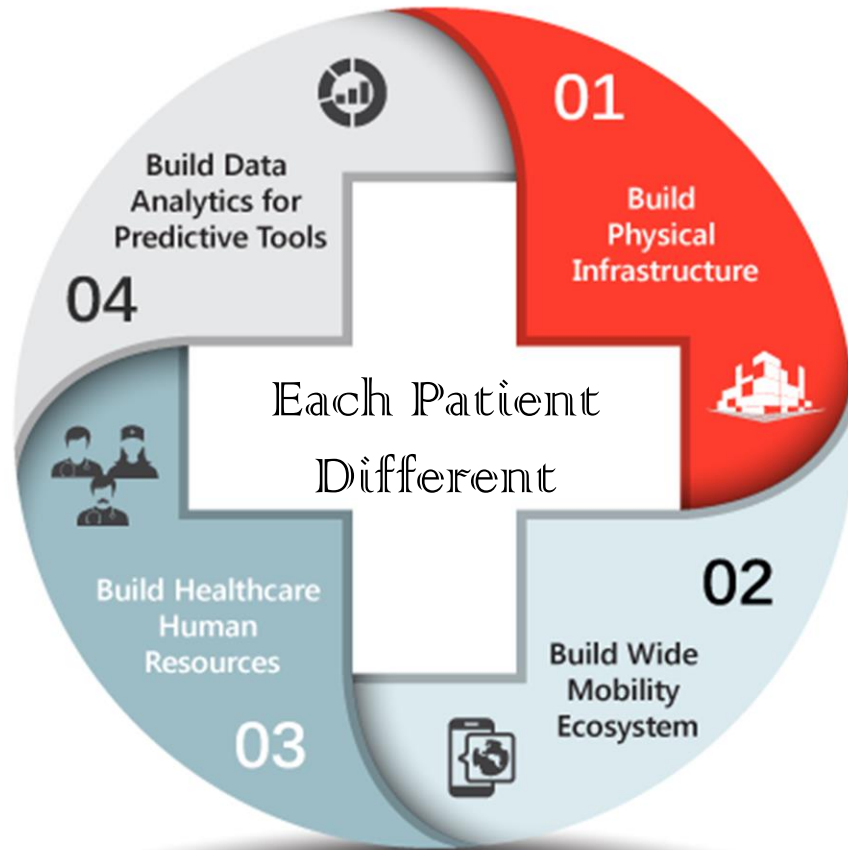 01
Build
Physical
Infrastructure
02
Build Wide
Mobility
Ecosystem
03
Build Healthcare
Human
Resources
04
Build Data
Analytics for
Predictive Tools
Each Patient
Different